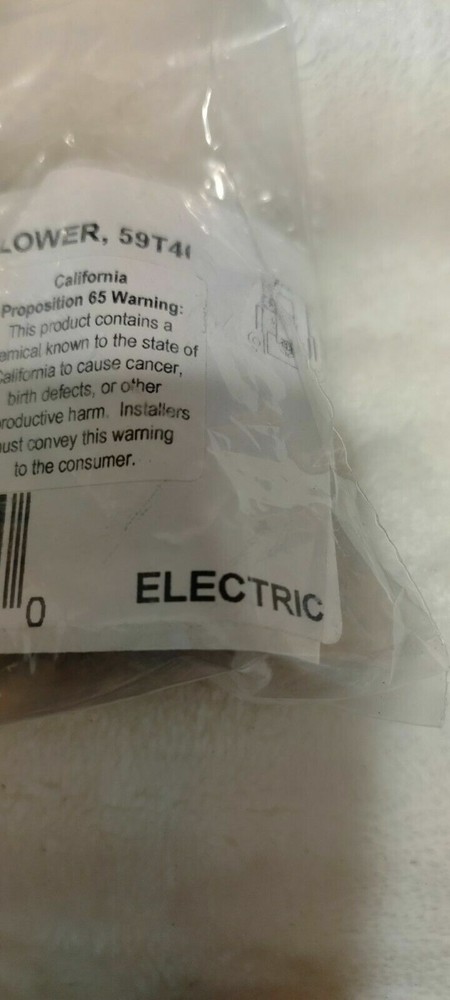 LOWER, 59T4
California
Proposition 65 Warning:
This product contains a
emical known to the state of
California to cause cancer,
birth defects, or other
roductive harm. Installers
ust convey this warning
to the consumer.
0
ELECTRIC